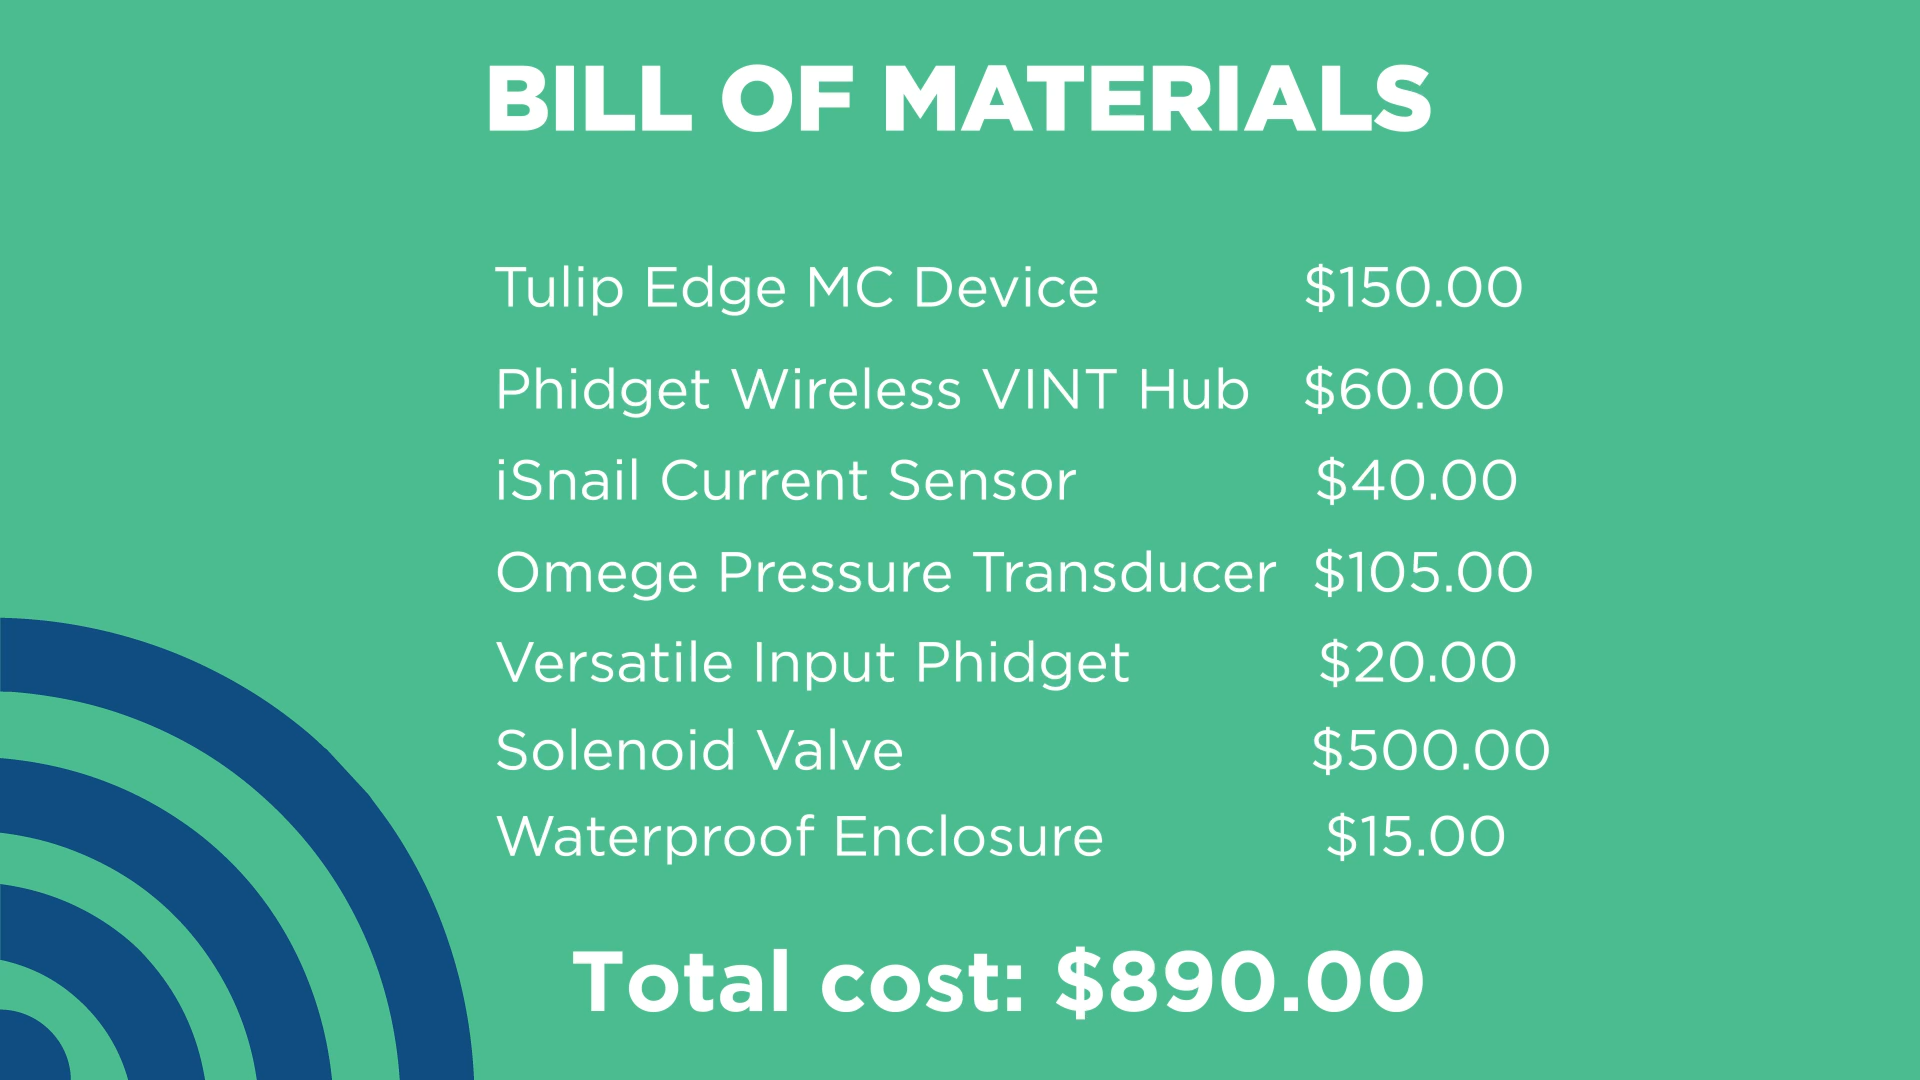 BILL OF MATERIALS
Tulip Edge MC Device $150.00
Phidget Wireless VINT Hub $60.00
iSnail Current Sensor $40.00
Omege Pressure Transducer $105.00
Versatile Input Phidget $20.00
Solenoid Valve $500.00
Waterproof Enclosure $15.00
Total cost: $890.00